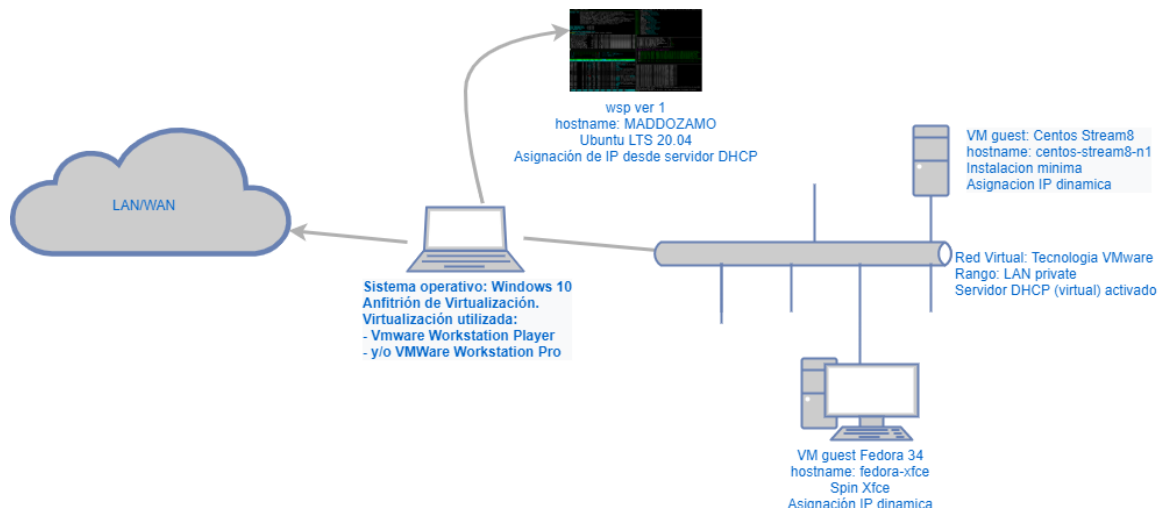 wsp ver 1
hostname: MADDOZAMO
Ubuntu LTS 20.04
Asignación de IP desde servidor DHCP
VM guest: Centos Stream8
hostname: centos-stream8-n1
Instalacion minima
Asignacion IP dinamica
LAN/WAN
Red Virtual: Tecnologia VMware
Rango: LAN private
Servidor DHCP (virtual) activado
Sistema operativo: Windows 10
Anfitrión de Virtualización.
Virtualización utilizada:
- Vmware Workstation Player
- y/o VMWare Workstation Pro
VM guest Fedora 34
hostname: fedora-xfce
Spin Xfce
Asignación IP dinamica